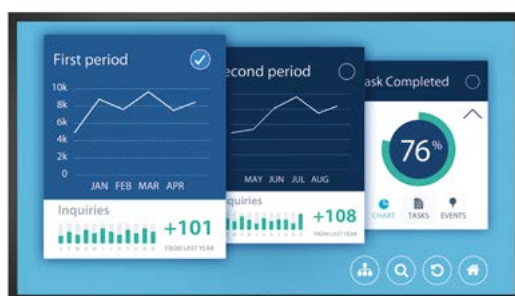 First period
10k
8k
6k
4k
2k
0
JAN FEB MAR APR
Inquiries
+101
FROM LAST YEAR
econd period
MAY JUN JUL AUG
quiries
+108
FROM LAST YEAR
ask Completed
76%
CHART TASKS EVENTS